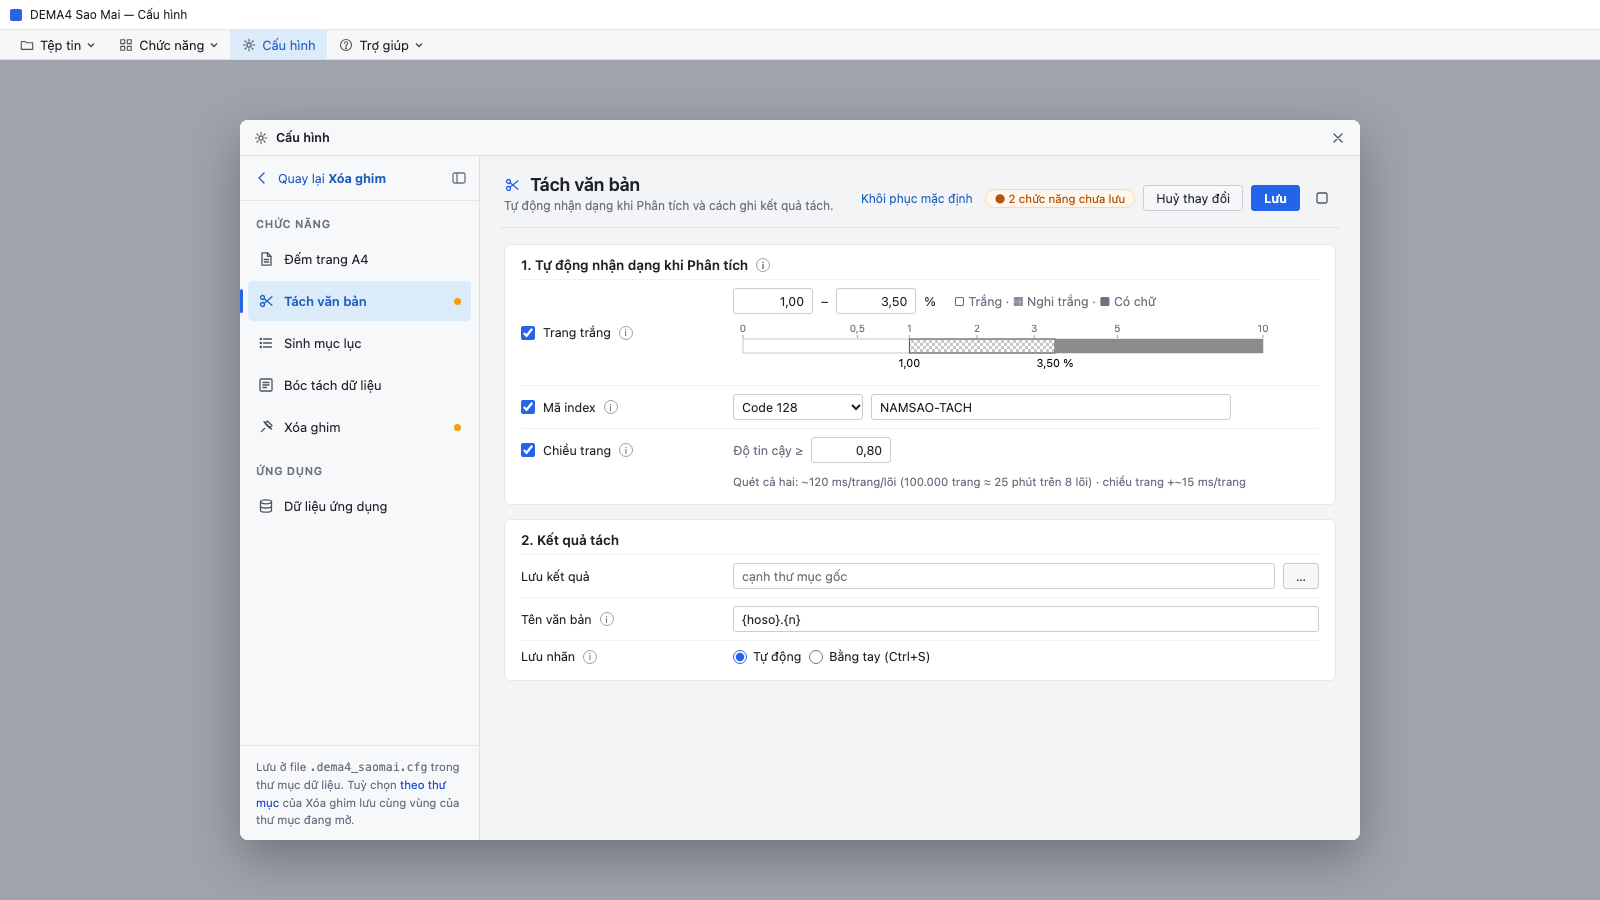 DEMA4 Sao Mai — Cấu hình
Tệp tin
Chức năng
Cấu hình
Trợ giúp
Cấu hình
Quay lại Xóa ghim
CHỨC NĂNG
Đếm trang A4
Tách văn bản
Sinh mục lục
Bóc tách dữ liệu
Xóa ghim
ỨNG DỤNG
Dữ liệu ứng dụng
Lưu ở file .dema4_saomai.cfg trong
thư mục dữ liệu. Tuỳ chọn theo thư
mục của Xóa ghim lưu cùng vùng của
thư mục đang mở.
Tách văn bản
Tự động nhận dạng khi Phân tích và cách ghi kết quả tách.
Khôi phục mặc định
2 chức năng chưa lưu
Huỷ thay đổi
Lưu
1. Tự động nhận dạng khi Phân tích
Trang trắng
1,00 – 3,50 % Trắng · Nghi trắng · Có chữ
0 0,5 1 2 3 5 10
1,00 3,50 %
Mã index
Code 128
NAMSAO-TACH
Chiều trang
Độ tin cậy ≥ 0,80
Quét cả hai: ~120 ms/trang/lõi (100.000 trang ≈ 25 phút trên 8 lõi) · chiều trang +~15 ms/trang
2. Kết quả tách
Lưu kết quả
cạnh thư mục gốc
...
Tên văn bản
{hoso}.{n}
Lưu nhãn
Tự động
Bằng tay (Ctrl+S)